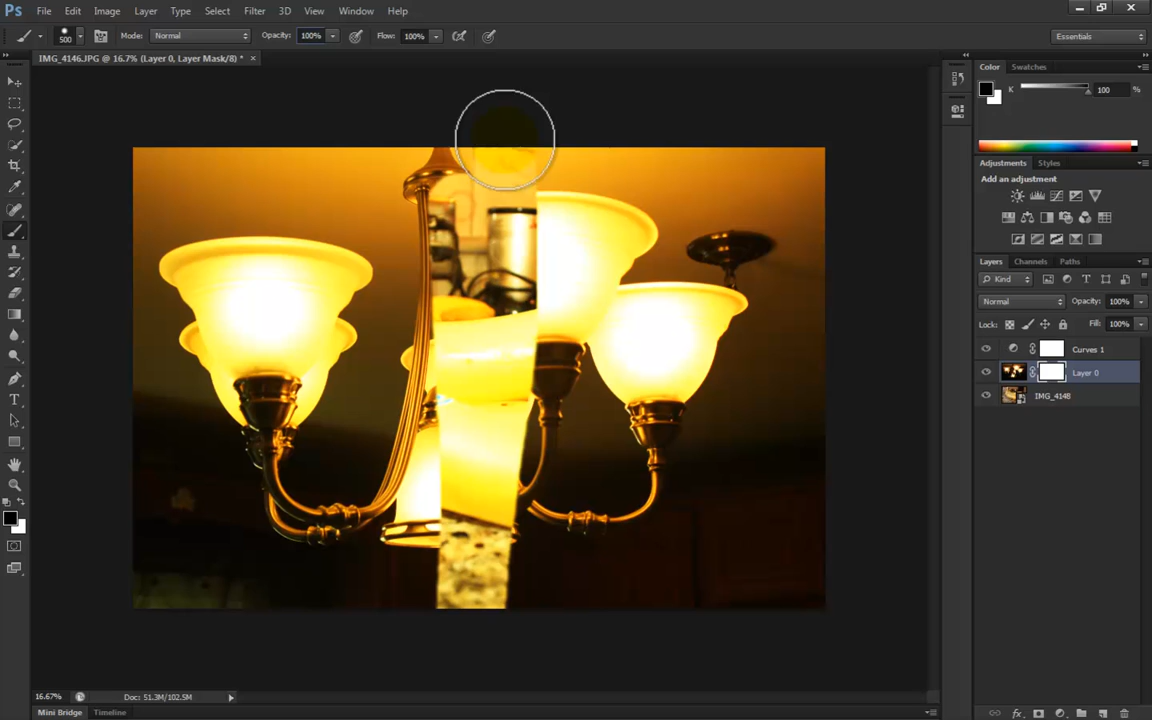 Ps File Edit Image Layer Type Select Filter 3D View Window Help
500 Mode: Normal Opacity: 100% Flow: 100% Essentials
IMG_4146.JPG @ 16.7% (Layer 0, Layer Mask/8) * ×
Color Swatches
K 100 %
Adjustments Styles
Add an adjustment
Layers Channels Paths
Kind
Normal Opacity: 100%
Lock: Fill: 100%
Curves 1
Layer 0
IMG_4148
16.67% Doc: 51.3M/102.5M
Mini Bridge Timeline